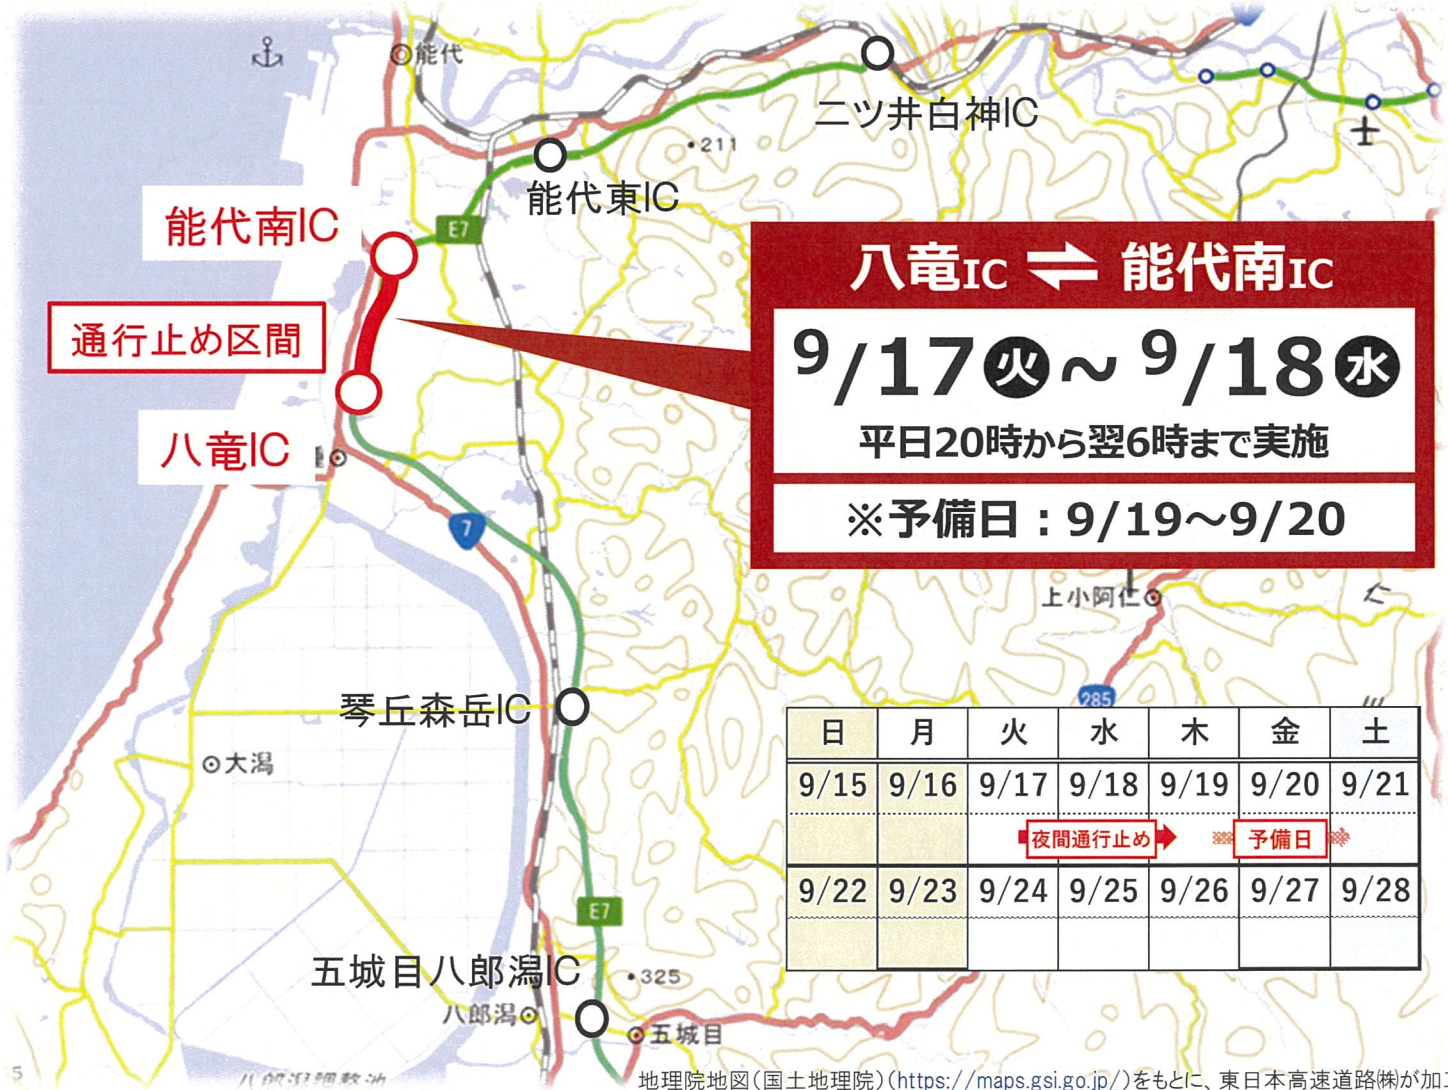 能代
二ツ井白神IC
211
能代東IC
能代南IC
E7
八竜IC ⇌ 能代南IC
通行止め区間
9/17火～9/18水
平日20時から翌6時まで実施
八竜IC
※予備日：9/19～9/20
7
上小阿仁
285
琴丘森岳IC
大潟
日 月 火 水 木 金 土
9/15 9/16 9/17 9/18 9/19 9/20 9/21
夜間通行止め 予備日
9/22 9/23 9/24 9/25 9/26 9/27 9/28
E7
五城目八郎潟IC
325
八郎潟
五城目
5
八郎潟調整池
地理院地図（国土地理院）（https://maps.gsi.go.jp/）をもとに、東日本高速道路㈱が加